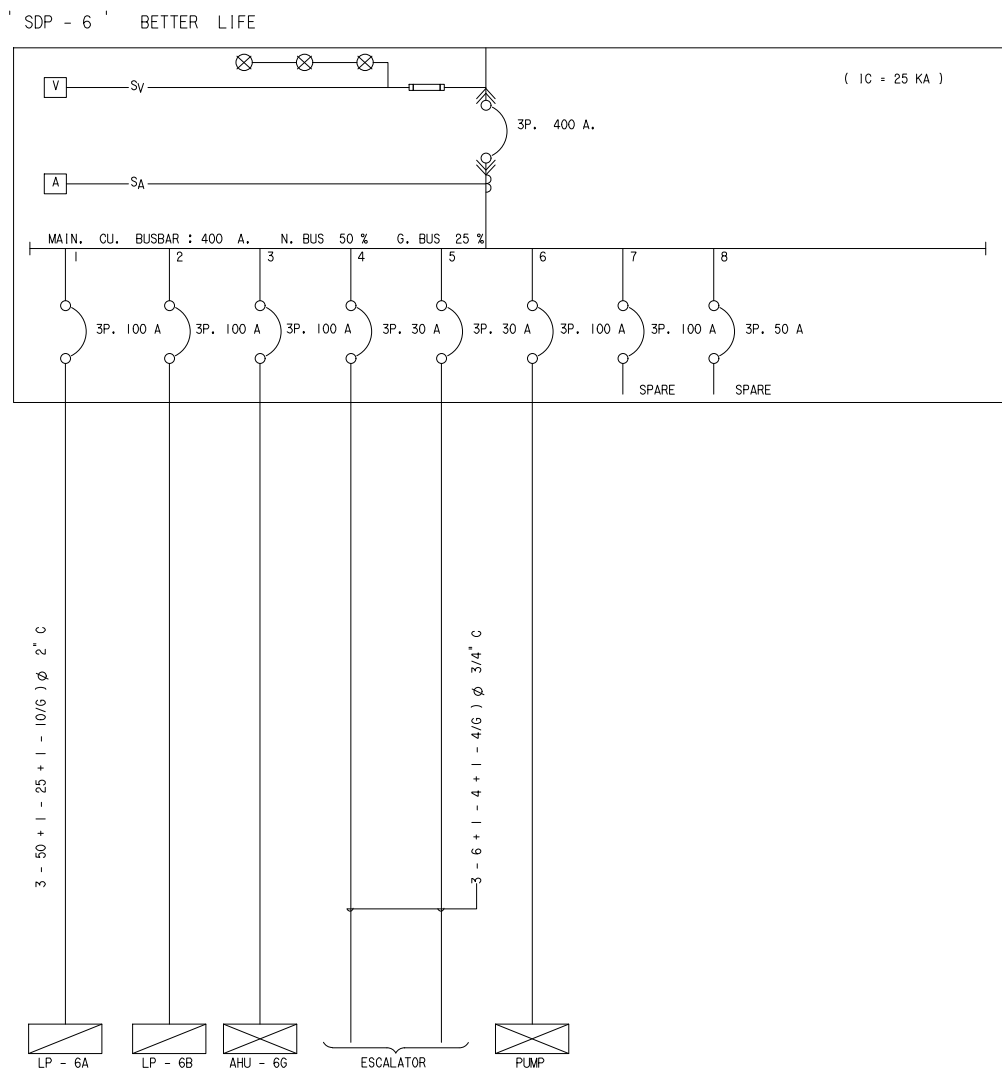 ' SDP - 6 ' BETTER LIFE
V SV
( IC = 25 KA )
3P. 400 A.
A SA
MAIN. CU. BUSBAR : 400 A. N. BUS 50 % G. BUS 25 %
1 2 3 4 5 6 7 8
3P. 100 A 3P. 100 A 3P. 100 A 3P. 30 A 3P. 30 A 3P. 100 A 3P. 100 A 3P. 50 A
SPARE SPARE
3 - 50 + 1 - 25 + 1 - 10/G ) Ø 2" C
3 - 6 + 1 - 4 + 1 - 4/G ) Ø 3/4" C
LP - 6A LP - 6B AHU - 6G ESCALATOR PUMP